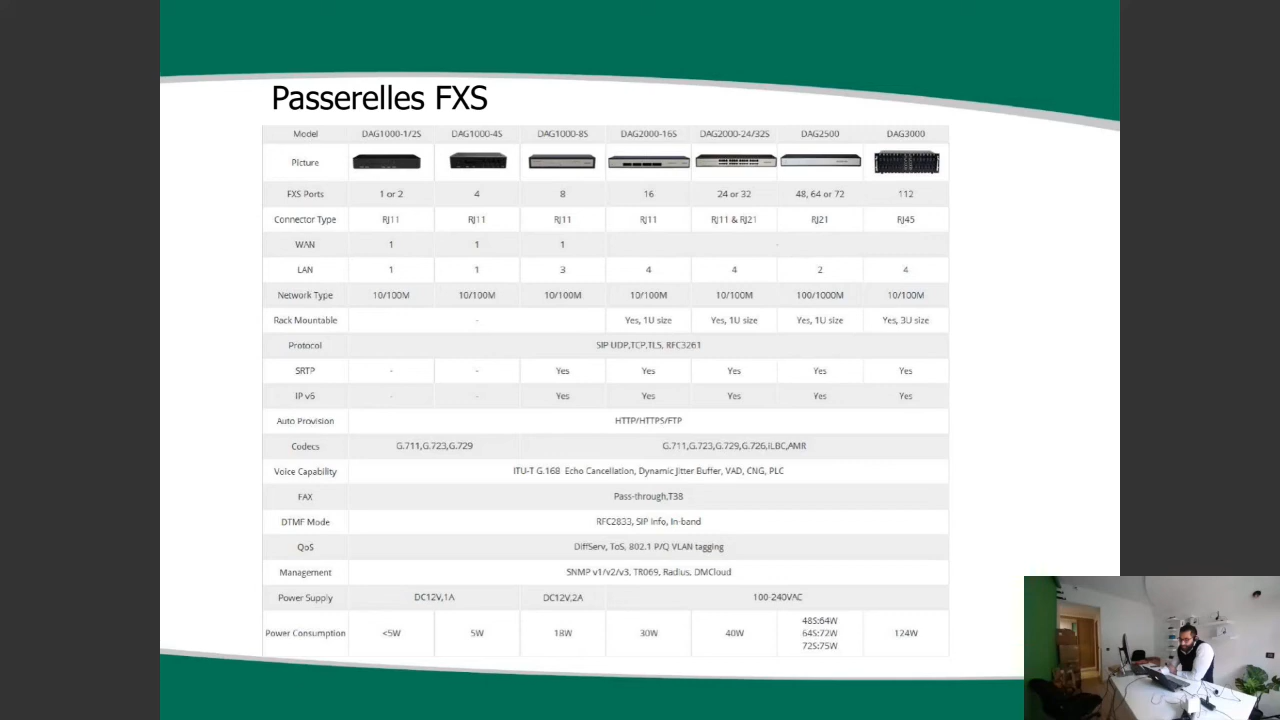 Passerelles FXS
Model DAG1000-1/2S DAG1000-4S DAG1000-8S DAG2000-16S DAG2000-24/32S DAG2500 DAG3000
Picture
FXS Ports 1 or 2 4 8 16 24 or 32 48, 64 or 72 112
Connector Type RJ11 RJ11 RJ11 RJ11 RJ11 & RJ21 RJ21 RJ45
WAN 1 1 1 -
LAN 1 1 3 4 4 2 4
Network Type 10/100M 10/100M 10/100M 10/100M 10/100M 100/1000M 10/100M
Rack Mountable - Yes, 1U size Yes, 1U size Yes, 1U size Yes, 3U size
Protocol SIP UDP,TCP,TLS, RFC3261
SRTP - - Yes Yes Yes Yes Yes
IP v6 - - Yes Yes Yes Yes Yes
Auto Provision HTTP/HTTPS/FTP
Codecs G.711,G.723,G.729 G.711,G.723,G.729,G.726,iLBC,AMR
Voice Capability ITU-T G.168 Echo Cancellation, Dynamic Jitter Buffer, VAD, CNG, PLC
FAX Pass-through,T38
DTMF Mode RFC2833, SIP Info, In-band
QoS DiffServ, ToS, 802.1 P/Q VLAN tagging
Management SNMP v1/v2/v3, TR069, Radius, DMCloud
Power Supply DC12V,1A DC12V,2A 100-240VAC
Power Consumption <5W 5W 18W 30W 40W 48S:64W 64S:72W 72S:75W 124W